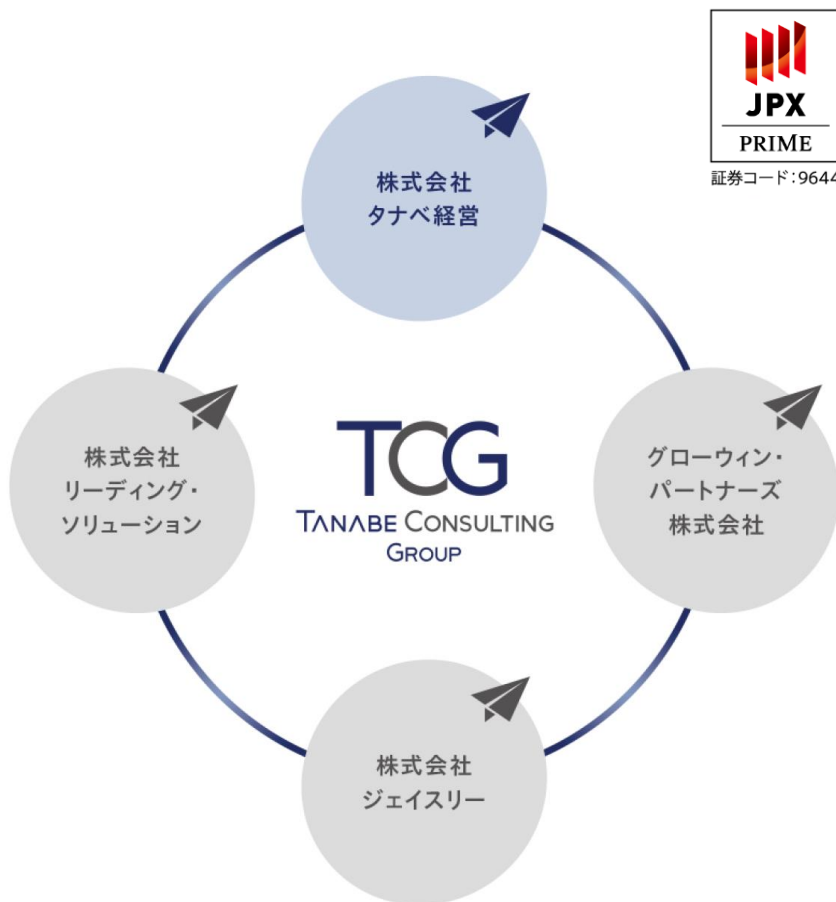 JPX
PRIME
証券コード:9644
株式会社
タナベ経営
株式会社
リーディング・
ソリューション
TCG
TANABE CONSULTING
GROUP
グローウィン・
パートナーズ
株式会社
株式会社
ジェイスリー